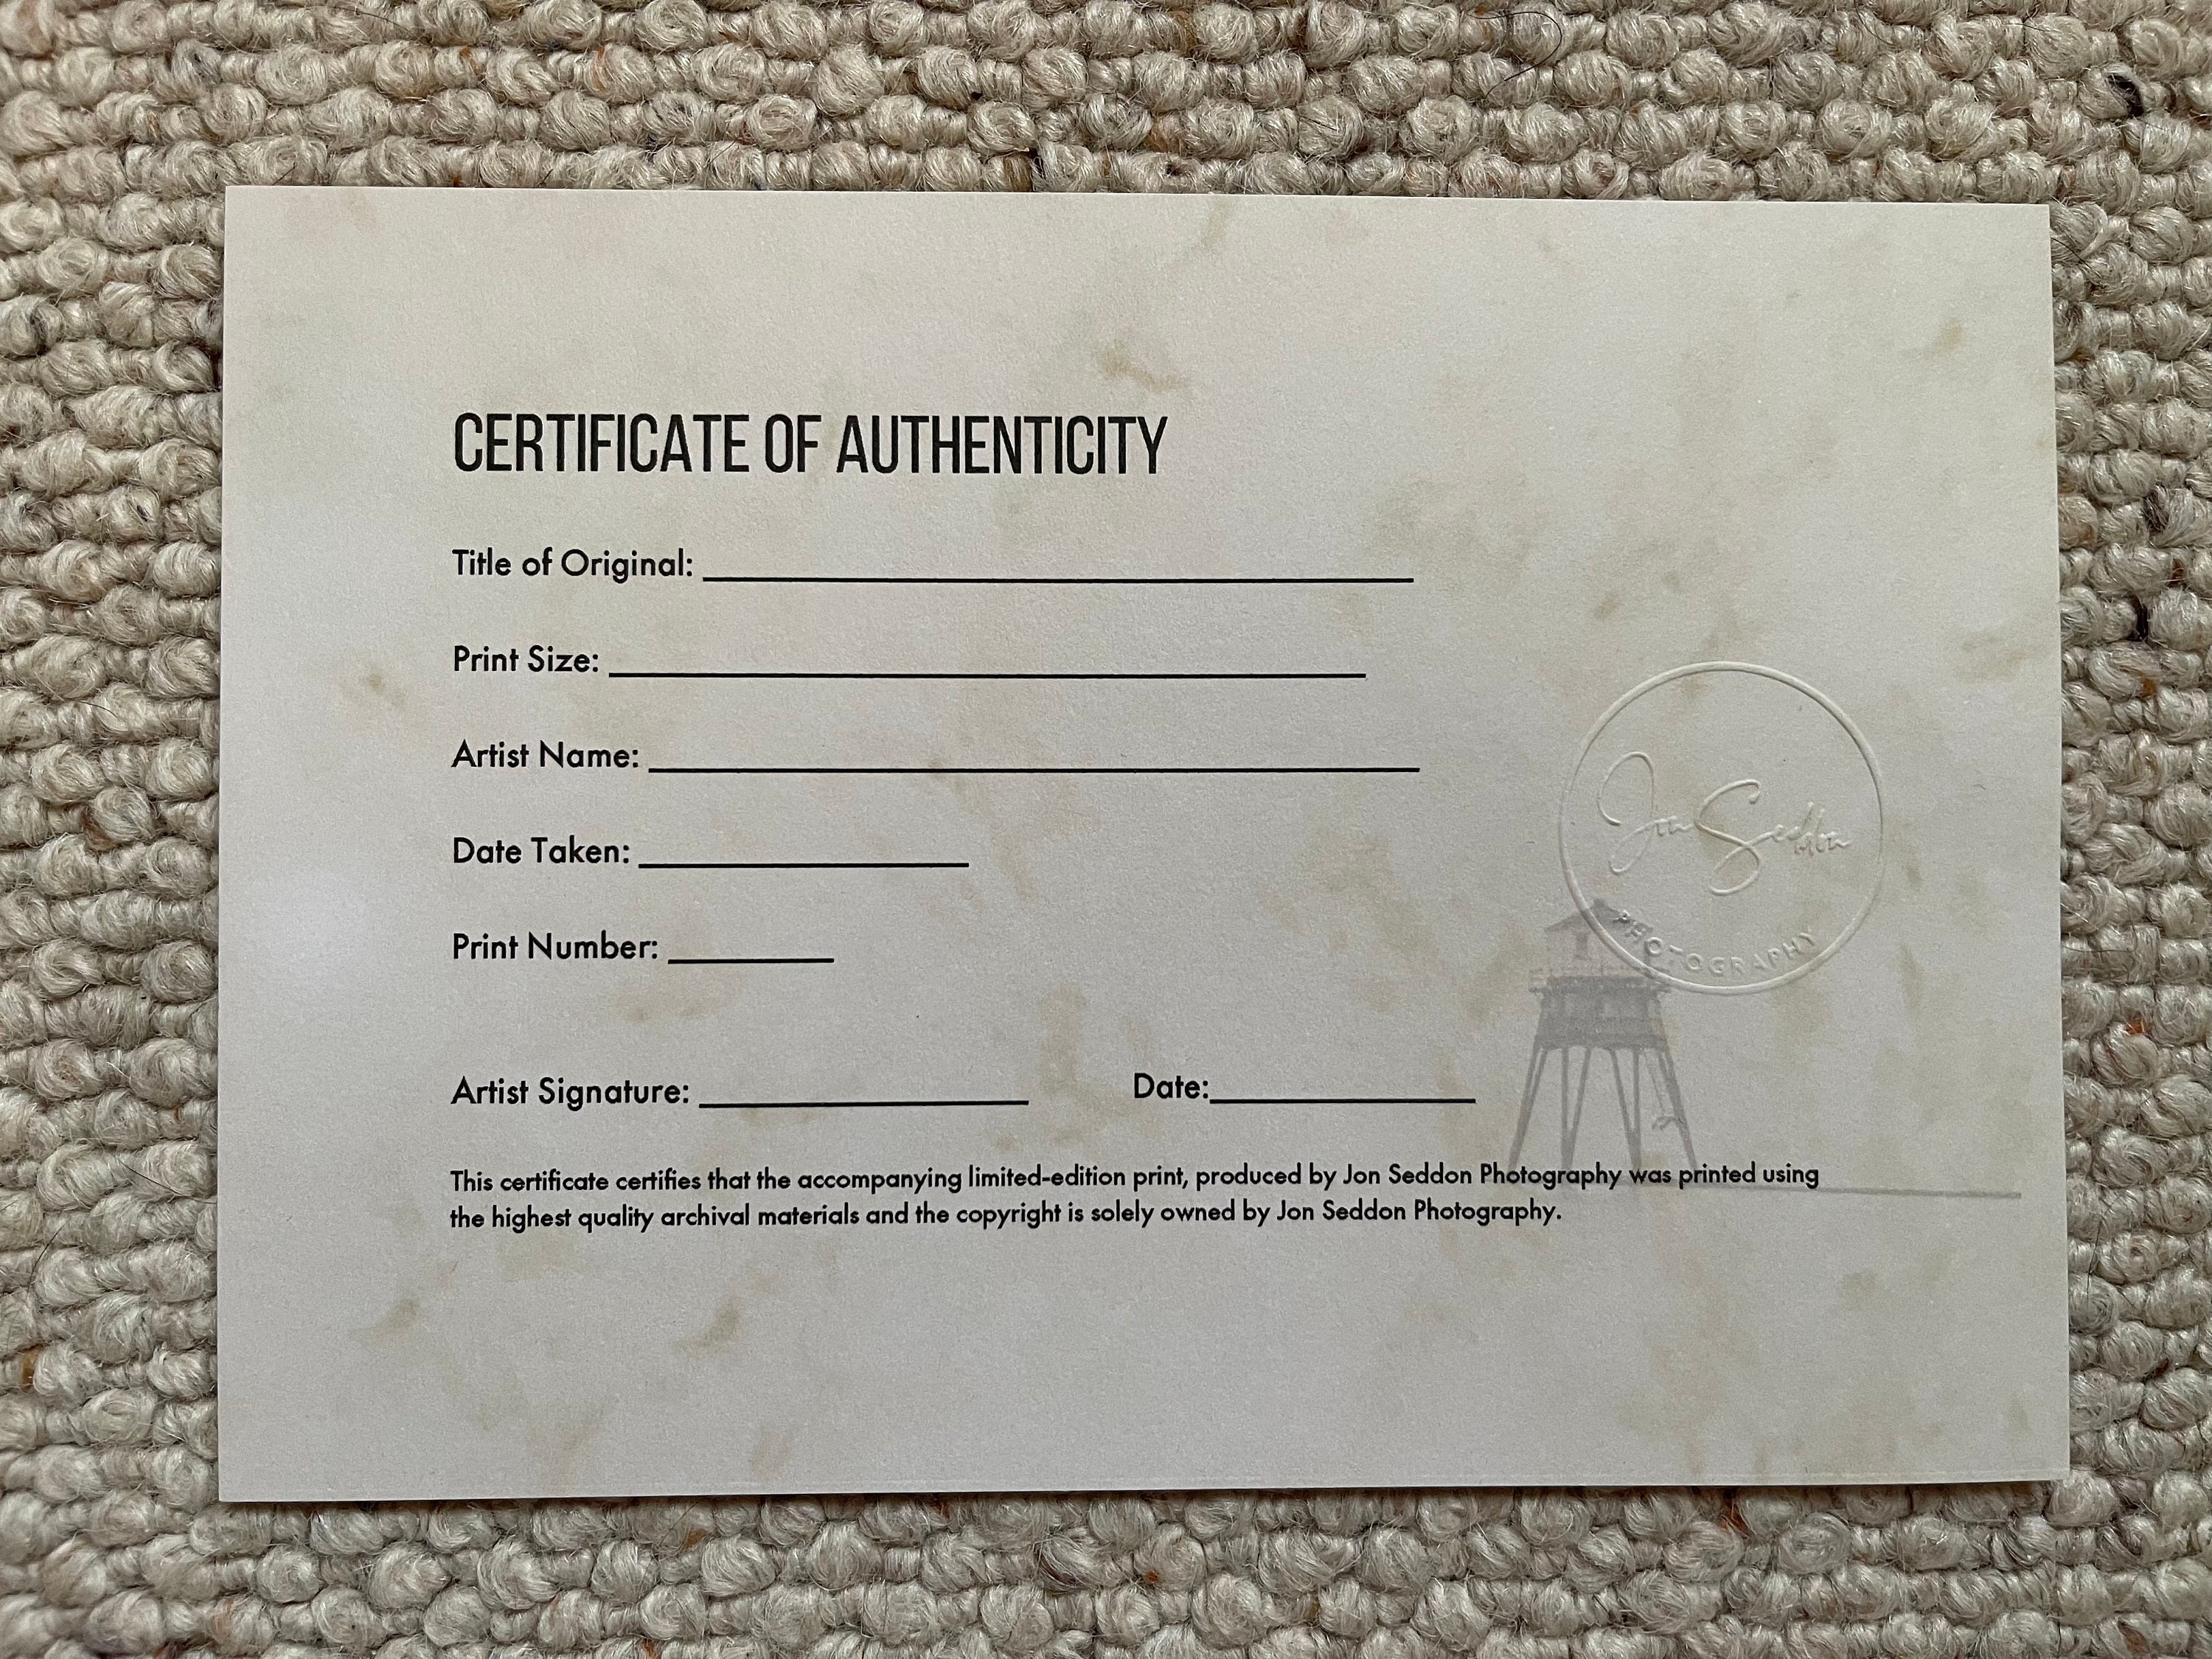 CERTIFICATE OF AUTHENTICITY
Title of Original:
Print Size:
Artist Name:
Date Taken:
Print Number:
Jon Seddon
PHOTOGRAPHY
Artist Signature: Date:
This certificate certifies that the accompanying limited-edition print, produced by Jon Seddon Photography was printed using
the highest quality archival materials and the copyright is solely owned by Jon Seddon Photography.